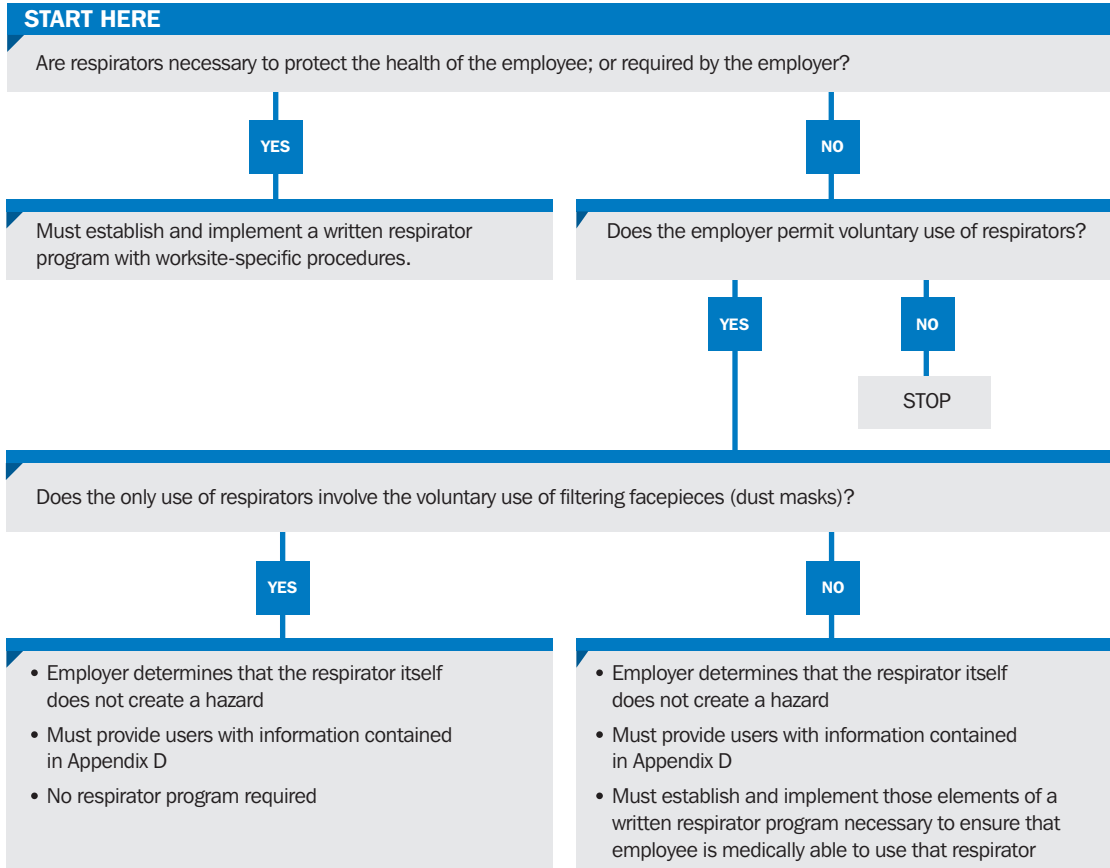 START HERE
Are respirators necessary to protect the health of the employee; or required by the employer?
YES
NO
Must establish and implement a written respirator
program with worksite-specific procedures.
Does the employer permit voluntary use of respirators?
YES
NO
STOP
Does the only use of respirators involve the voluntary use of filtering facepieces (dust masks)?
YES
NO
• Employer determines that the respirator itself
does not create a hazard
• Must provide users with information contained
in Appendix D
• No respirator program required
• Employer determines that the respirator itself
does not create a hazard
• Must provide users with information contained
in Appendix D
• Must establish and implement those elements of a
written respirator program necessary to ensure that
employee is medically able to use that respirator